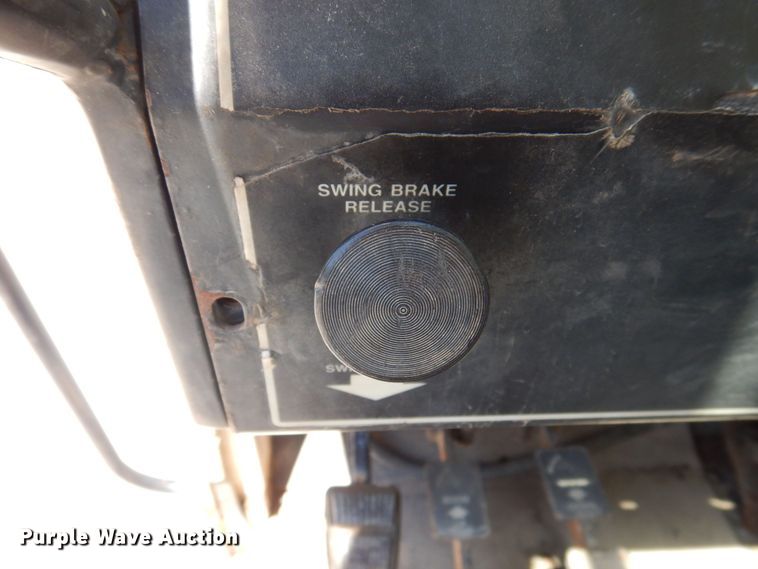 SWING BRAKE
RELEASE
Purple Wave Auction